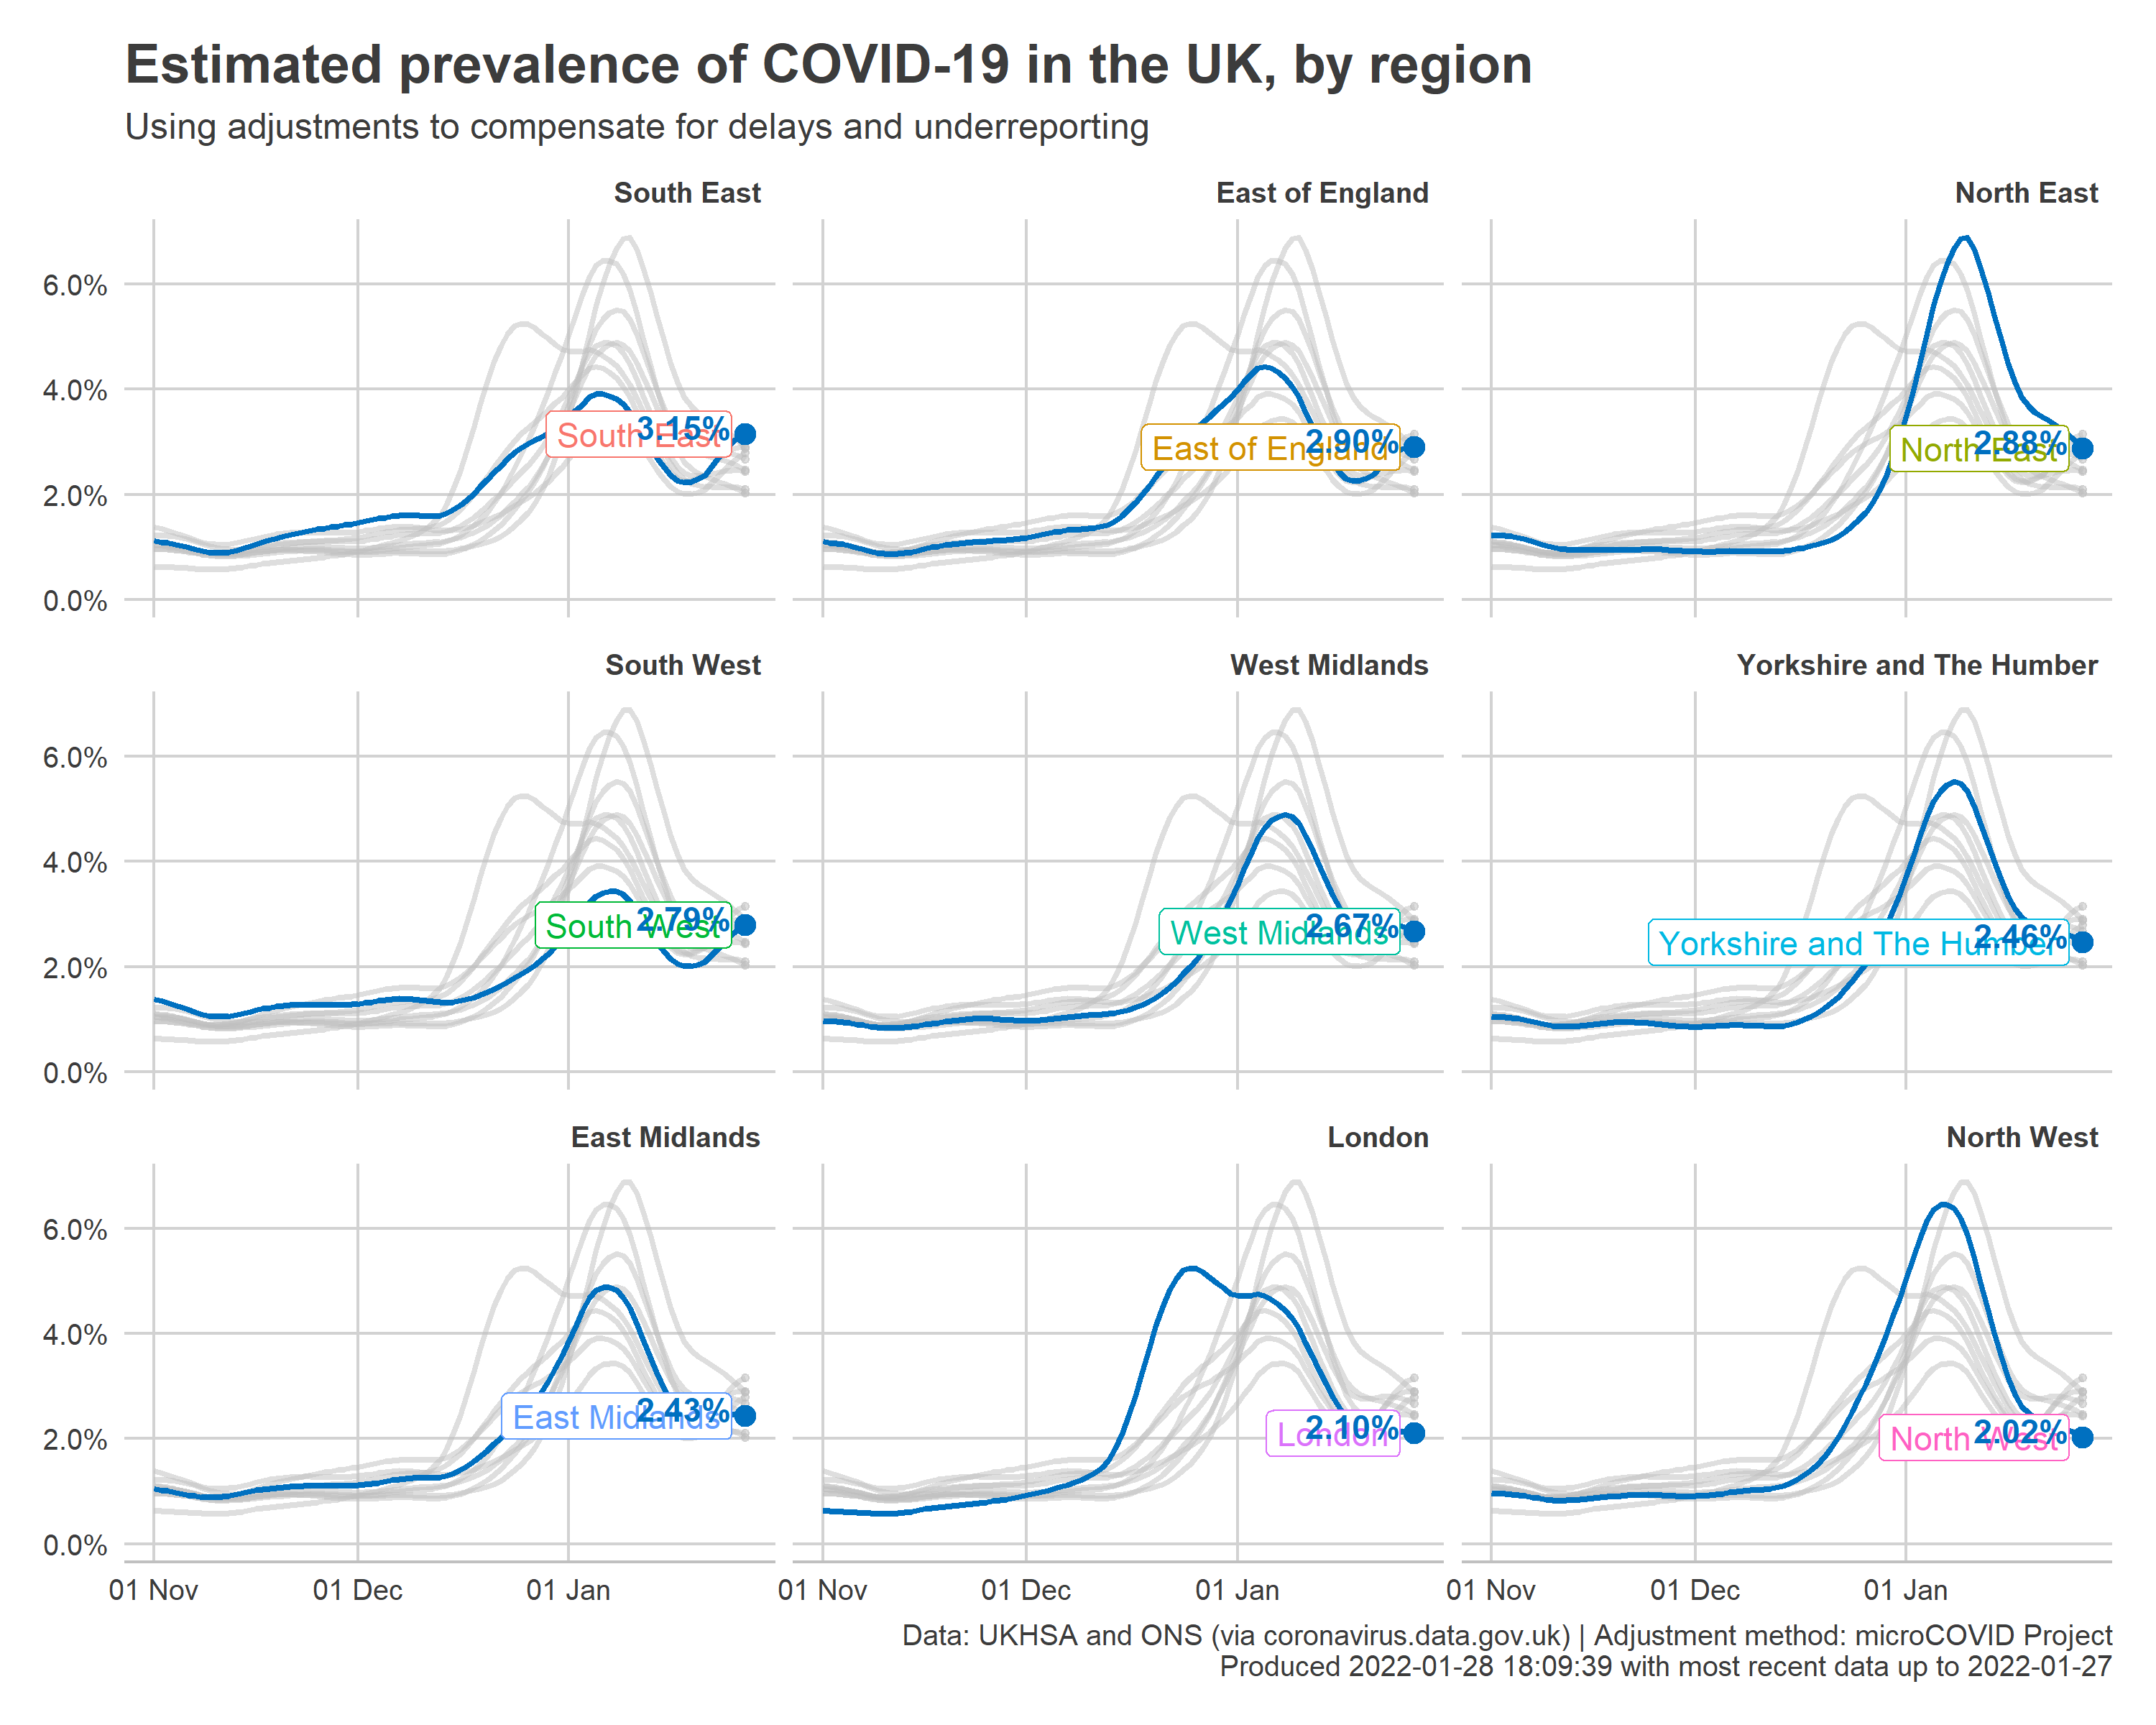 Estimated prevalence of COVID-19 in the UK, by region
Using adjustments to compensate for delays and underreporting
South East
East of England
North East
6.0%
4.0%
2.0%
0.0%
South East
3.15%
East of England
2.90%
North East
2.88%
South West
West Midlands
Yorkshire and The Humber
6.0%
4.0%
2.0%
0.0%
South West
2.79%
West Midlands
2.67%
Yorkshire and The Humber
2.46%
East Midlands
London
North West
6.0%
4.0%
2.0%
0.0%
East Midlands
2.43%
London
2.10%
North West
2.02%
01 Nov
01 Dec
01 Jan
01 Nov
01 Dec
01 Jan
01 Nov
01 Dec
01 Jan
Data: UKHSA and ONS (via coronavirus.data.gov.uk) | Adjustment method: microCOVID Project
Produced 2022-01-28 18:09:39 with most recent data up to 2022-01-27